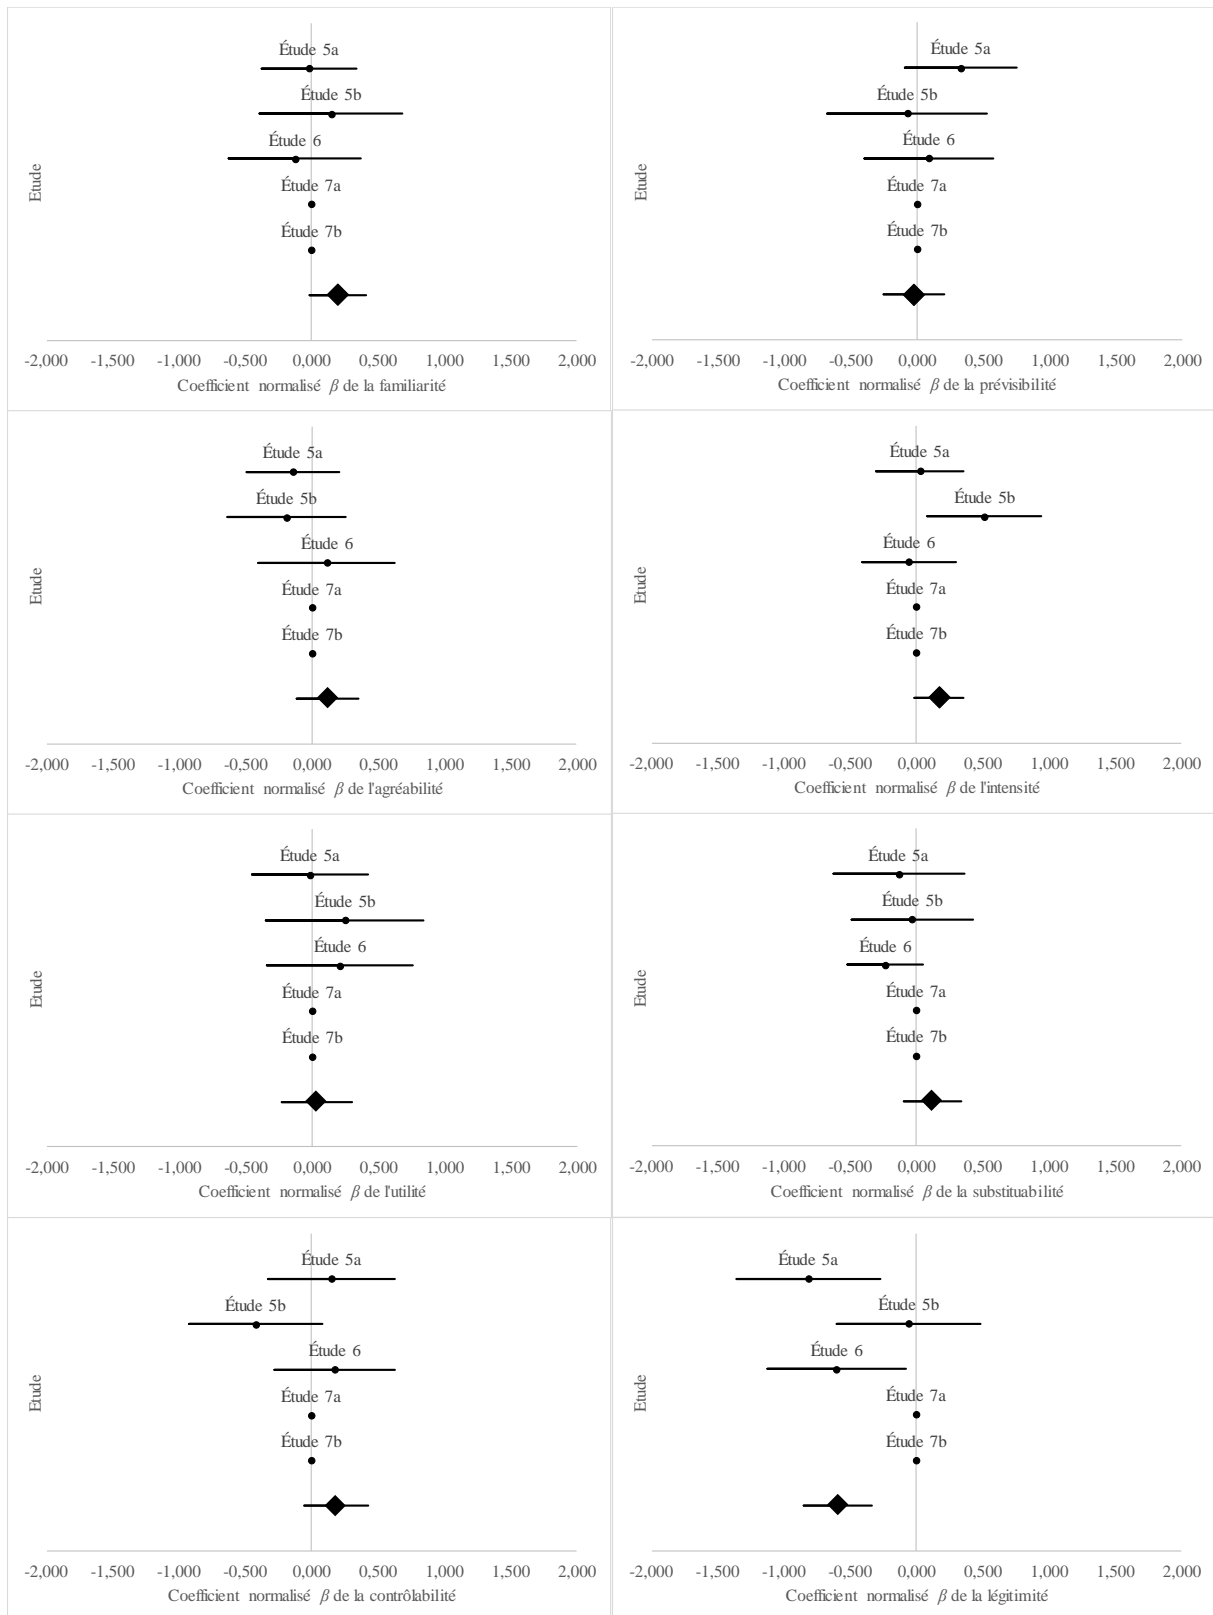 Étude 5a
Étude 5b
Étude 6
Étude 7a
Étude 7b
Etude
-2,000 -1,500 -1,000 -0,500 0,000 0,500 1,000 1,500 2,000
Coefficient normalisé β de la familiarité
Étude 5a
Étude 5b
Étude 6
Étude 7a
Étude 7b
Etude
-2,000 -1,500 -1,000 -0,500 0,000 0,500 1,000 1,500 2,000
Coefficient normalisé β de la prévisibilité
Étude 5a
Étude 5b
Étude 6
Étude 7a
Étude 7b
Etude
-2,000 -1,500 -1,000 -0,500 0,000 0,500 1,000 1,500 2,000
Coefficient normalisé β de l'agréabilité
Étude 5a
Étude 5b
Étude 6
Étude 7a
Étude 7b
Etude
-2,000 -1,500 -1,000 -0,500 0,000 0,500 1,000 1,500 2,000
Coefficient normalisé β de l'intensité
Étude 5a
Étude 5b
Étude 6
Étude 7a
Étude 7b
Etude
-2,000 -1,500 -1,000 -0,500 0,000 0,500 1,000 1,500 2,000
Coefficient normalisé β de l'utilité
Étude 5a
Étude 5b
Étude 6
Étude 7a
Étude 7b
Etude
-2,000 -1,500 -1,000 -0,500 0,000 0,500 1,000 1,500 2,000
Coefficient normalisé β de la substituabilité
Étude 5a
Étude 5b
Étude 6
Étude 7a
Étude 7b
Etude
-2,000 -1,500 -1,000 -0,500 0,000 0,500 1,000 1,500 2,000
Coefficient normalisé β de la contrôlabilité
Étude 5a
Étude 5b
Étude 6
Étude 7a
Étude 7b
Etude
-2,000 -1,500 -1,000 -0,500 0,000 0,500 1,000 1,500 2,000
Coefficient normalisé β de la légitimité